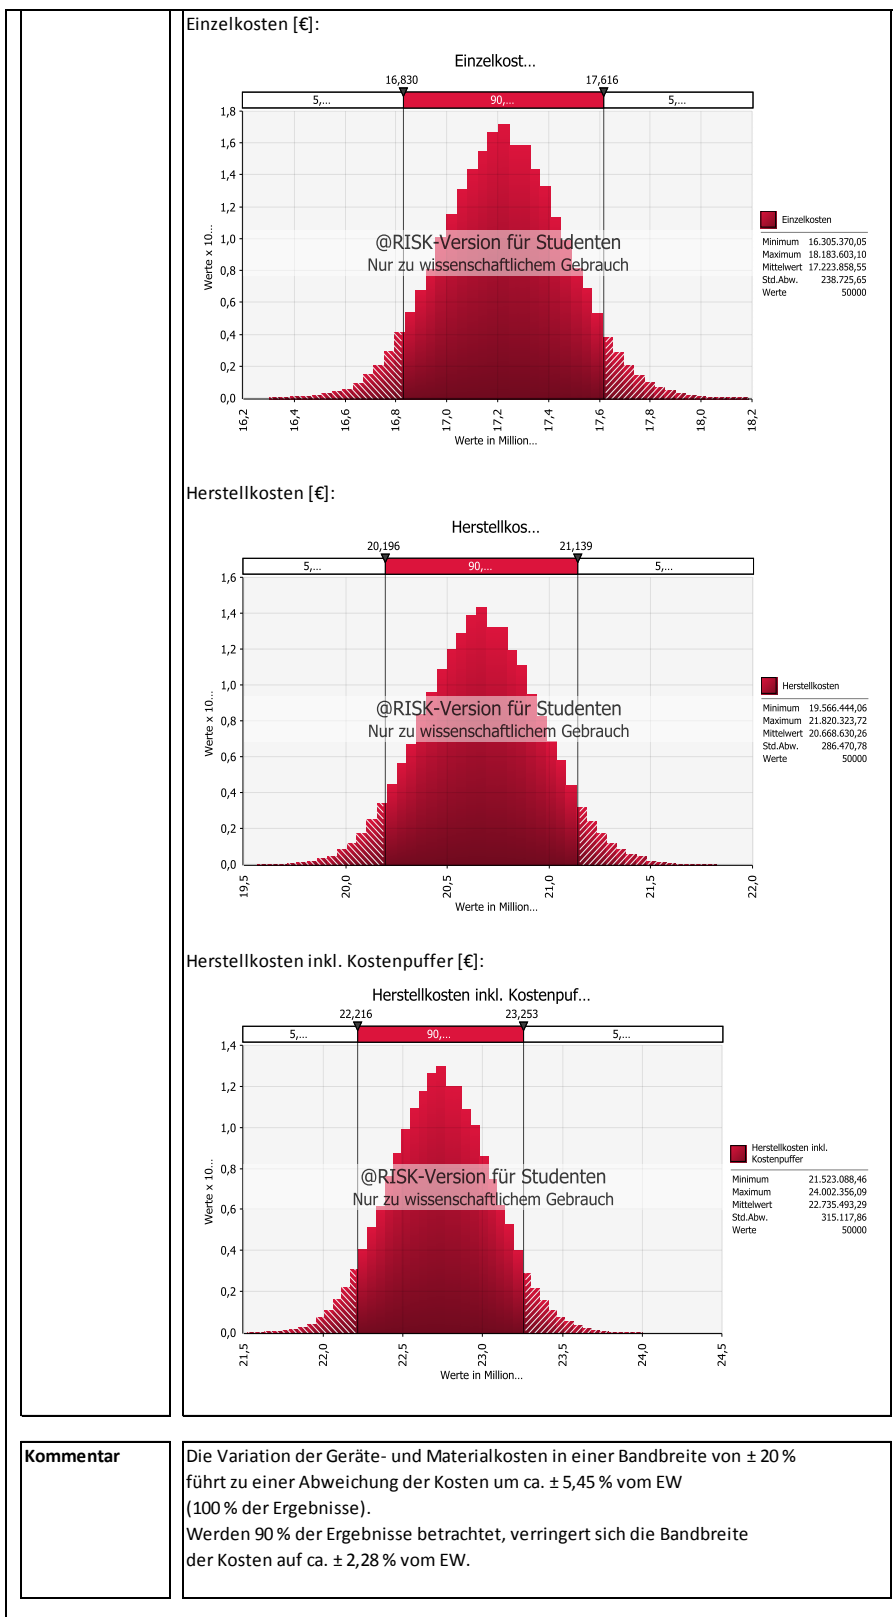 Einzelkosten [€]:
Einzelkost...
16,830 17,616
5,... 90,... 5,...
1,8
1,6
1,4
1,2
1,0
0,8
0,6
0,4
0,2
0,0
Werte x 10...
@RISK-Version für Studenten
Nur zu wissenschaftlichem Gebrauch
16,2 16,4 16,6 16,8 17,0 17,2 17,4 17,6 17,8 18,0 18,2
Werte in Million...
Einzelkosten
Minimum 16.305.370,05
Maximum 18.183.603,10
Mittelwert 17.223.858,55
Std.Abw. 238.725,65
Werte 50000
Herstellkosten [€]:
Herstellkos...
20,196 21,139
5,... 90,... 5,...
1,6
1,4
1,2
1,0
0,8
0,6
0,4
0,2
0,0
Werte x 10...
@RISK-Version für Studenten
Nur zu wissenschaftlichem Gebrauch
19,5 20,0 20,5 21,0 21,5 22,0
Werte in Million...
Herstellkosten
Minimum 19.566.444,06
Maximum 21.820.323,72
Mittelwert 20.668.630,26
Std.Abw. 286.470,78
Werte 50000
Herstellkosten inkl. Kostenpuffer [€]:
Herstellkosten inkl. Kostenpuf...
22,216 23,253
5,... 90,... 5,...
1,4
1,2
1,0
0,8
0,6
0,4
0,2
0,0
Werte x 10...
@RISK-Version für Studenten
Nur zu wissenschaftlichem Gebrauch
21,5 22,0 22,5 23,0 23,5 24,0 24,5
Werte in Million...
Herstellkosten inkl.
Kostenpuffer
Minimum 21.523.088,46
Maximum 24.002.356,09
Mittelwert 22.735.493,29
Std.Abw. 315.117,86
Werte 50000
Kommentar
Die Variation der Geräte- und Materialkosten in einer Bandbreite von ± 20 %
führt zu einer Abweichung der Kosten um ca. ± 5,45 % vom EW
(100 % der Ergebnisse).
Werden 90 % der Ergebnisse betrachtet, verringert sich die Bandbreite
der Kosten auf ca. ± 2,28 % vom EW.